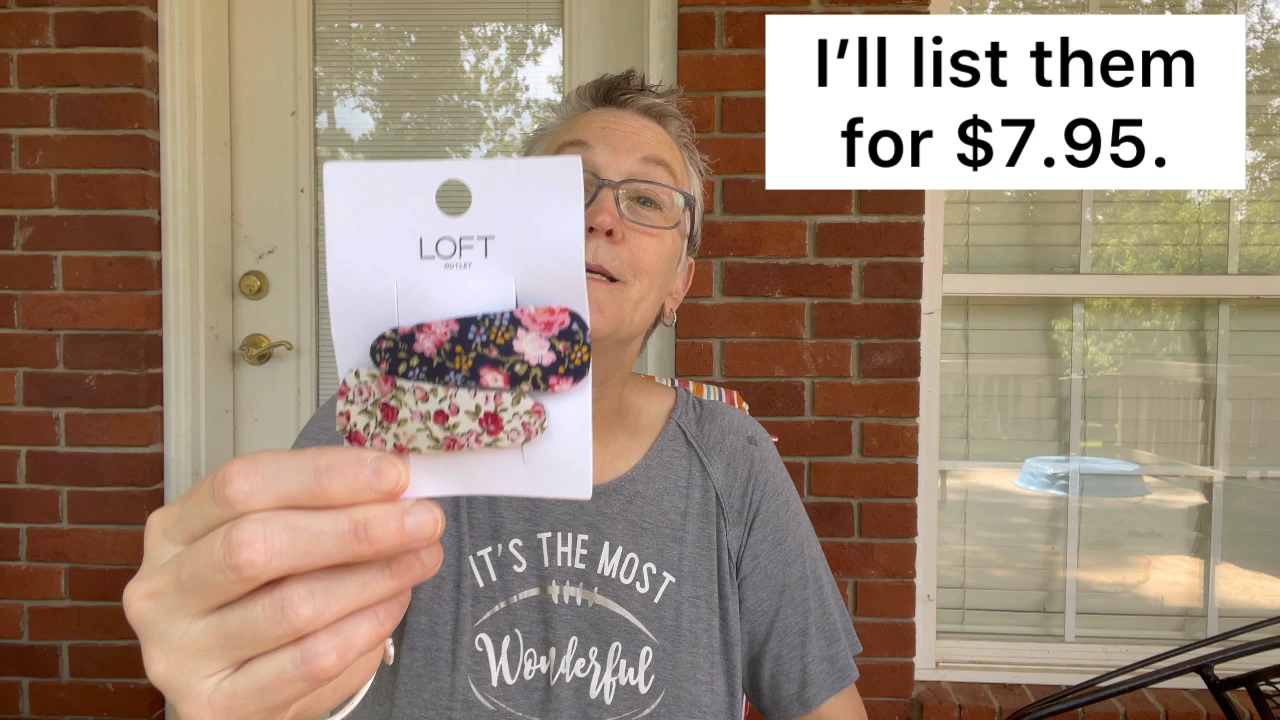 I'll list them
for $7.95.
LOFT
OUTLET
IT'S THE MOST
Wonderful